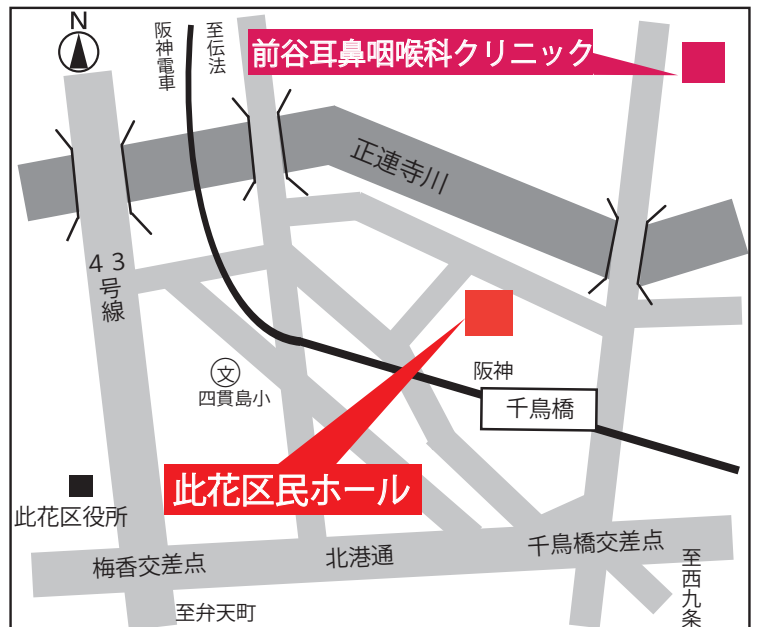 N
阪神電車
至伝法
前谷耳鼻咽喉科クリニック
正連寺川
43号線
阪神
千鳥橋
文
四貫島小
此花区民ホール
此花区役所
梅香交差点
北港通
千鳥橋交差点
至西九条
至弁天町